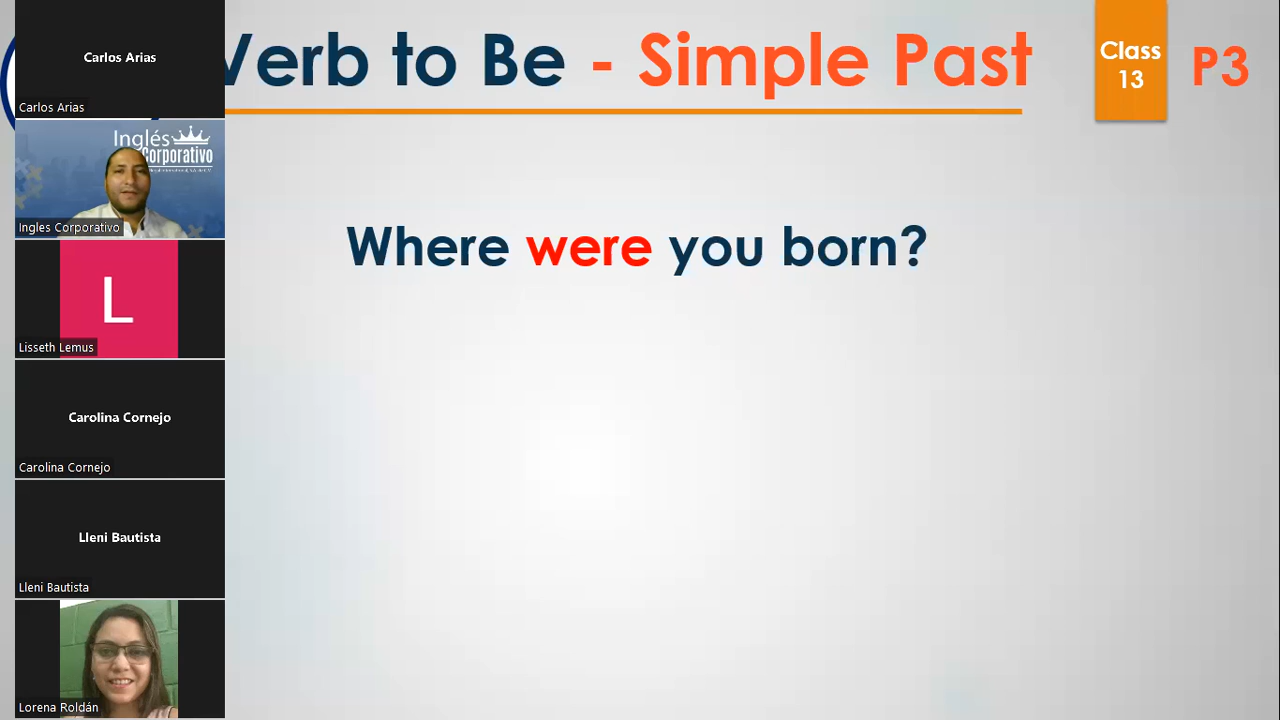 Verb to Be - Simple Past
Class
13
P3
Where were you born?
Carlos Arias
Carlos Arias
Inglés
Corporativo
Ingles Corporativo
L
Lisseth Lemus
Carolina Cornejo
Carolina Cornejo
Lleni Bautista
Lleni Bautista
Lorena Roldán